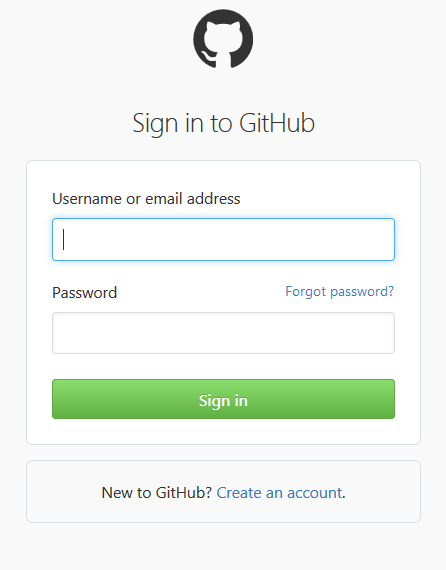 Sign in to GitHub
Username or email address
Password Forgot password?
Sign in
New to GitHub? Create an account.